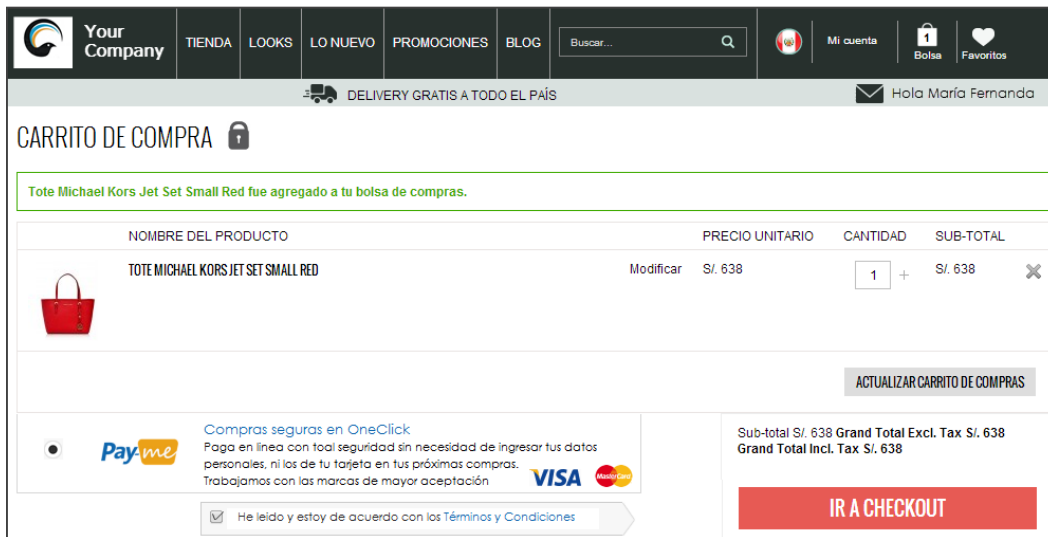 Your
Company
TIENDA
LOOKS
LO NUEVO
PROMOCIONES
BLOG
Buscar...
Mi cuenta
1
Bolsa
Favoritos
DELIVERY GRATIS A TODO EL PAÍS
Hola María Fernanda
CARRITO DE COMPRA
Tote Michael Kors Jet Set Small Red fue agregado a tu bolsa de compras.
NOMBRE DEL PRODUCTO PRECIO UNITARIO CANTIDAD SUB-TOTAL
TOTE MICHAEL KORS JET SET SMALL RED Modificar S/. 638 1 + S/. 638
ACTUALIZAR CARRITO DE COMPRAS
Pay-me
Compras seguras en OneClick
Paga en linea con toal seguridad sin necesidad de ingresar tus datos
personales, ni los de tu tarjeta en tus próximas compras.
Trabajamos con las marcas de mayor aceptación
VISA
MasterCard
He leido y estoy de acuerdo con los Términos y Condiciones
Sub-total S/. 638 Grand Total Excl. Tax S/. 638
Grand Total Incl. Tax S/. 638
IR A CHECKOUT